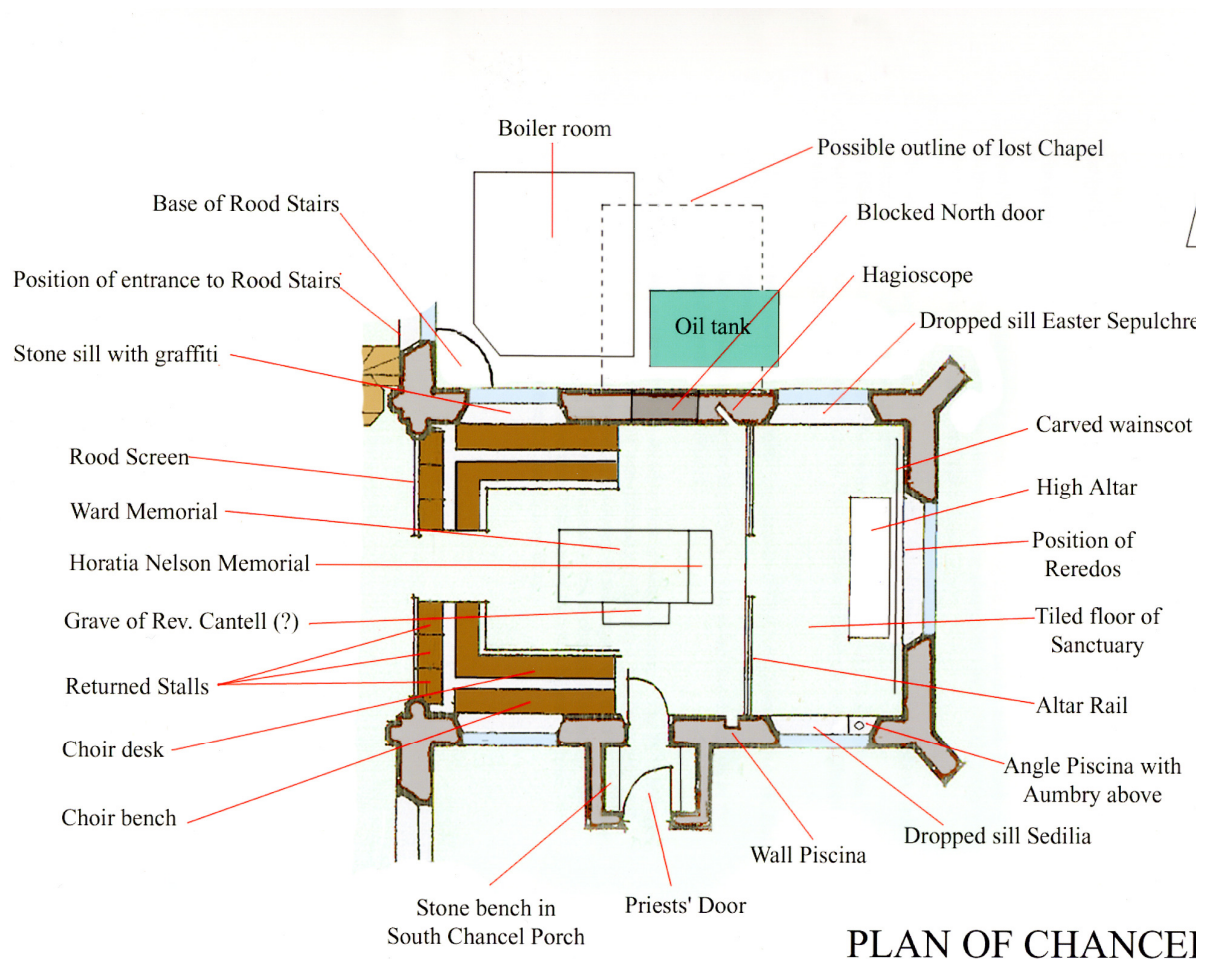 Boiler room
Possible outline of lost Chapel
Base of Rood Stairs
Blocked North door
Position of entrance to Rood Stairs
Hagioscope
Oil tank
Dropped sill Easter Sepulchre
Stone sill with graffiti
Carved wainscot
Rood Screen
High Altar
Ward Memorial
Position of
Reredos
Horatia Nelson Memorial
Grave of Rev. Cantell (?)
Tiled floor of
Sanctuary
Returned Stalls
Altar Rail
Choir desk
Angle Piscina with
Aumbry above
Choir bench
Dropped sill Sedilia
Wall Piscina
Stone bench in
South Chancel Porch
Priests' Door
PLAN OF CHANCEL